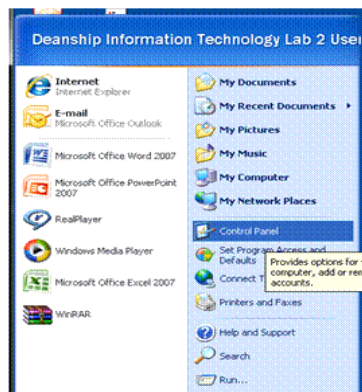 Deanship Information Technology Lab 2 User
Internet
Internet Explorer
E-mail
Microsoft Office Outlook
Microsoft Office Word 2007
Microsoft Office PowerPoint
2007
RealPlayer
Windows Media Player
Microsoft Office Excel 2007
WinRAR
My Documents
My Recent Documents
My Pictures
My Music
My Computer
My Network Places
Control Panel
Set Program Access and
Defaults
Connect T
Provides options for
computer, add or rem
accounts.
Printers and Faxes
Help and Support
Search
Run...